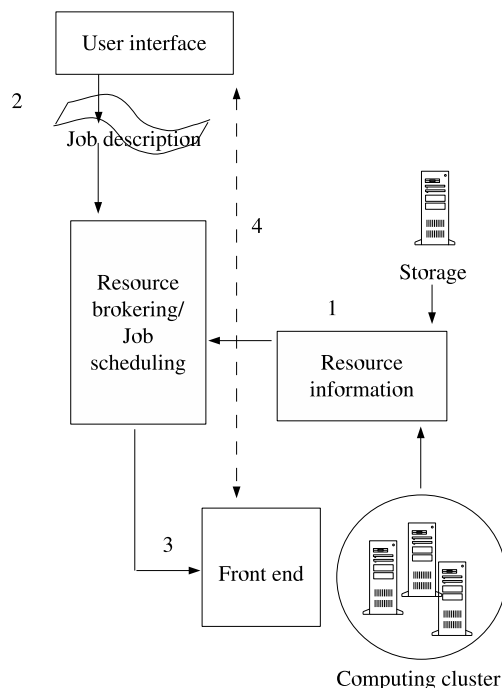 User interface
2
Job description
4
Storage
Resource
brokering/
Job
scheduling
1
Resource
information
3
Front end
Computing cluster